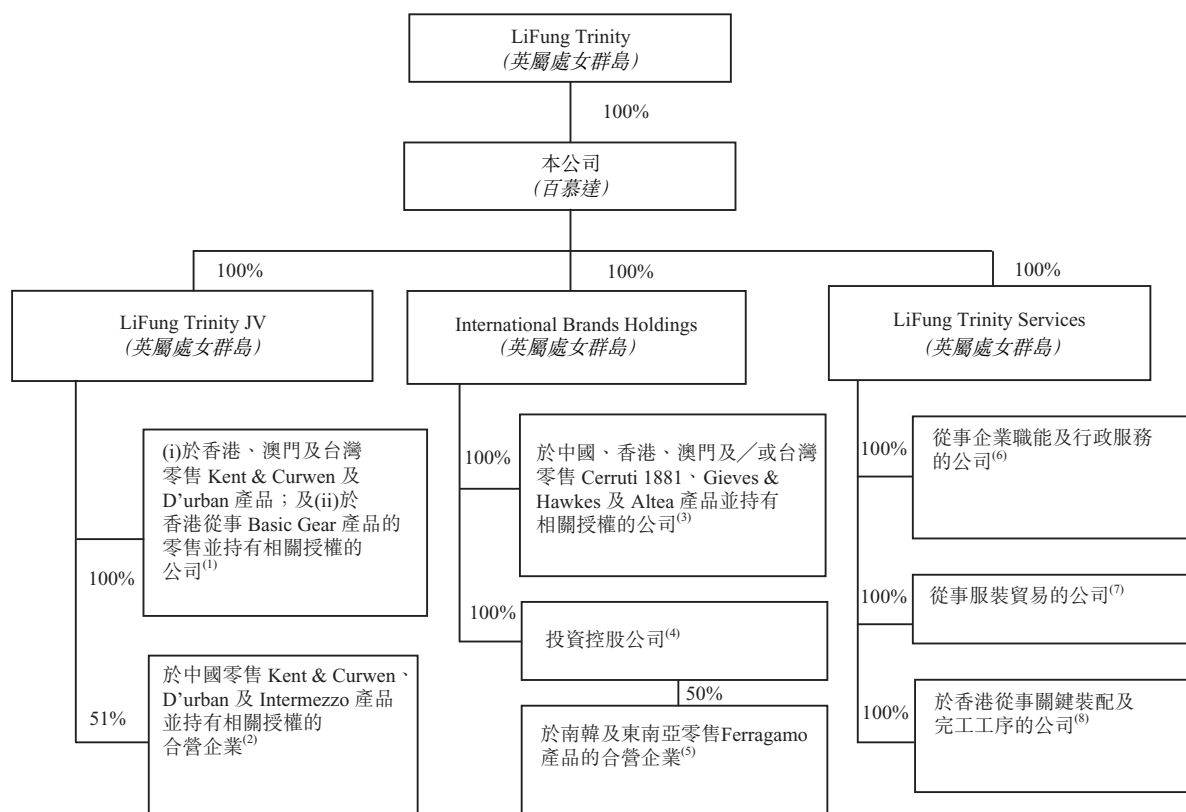 LiFung Trinity
(英屬處女群島)
100%
本公司
(百慕達)
100%
100%
100%
LiFung Trinity JV
(英屬處女群島)
International Brands Holdings
(英屬處女群島)
LiFung Trinity Services
(英屬處女群島)
(i)於香港、澳門及台灣
零售 Kent & Curwen 及
D'urban 產品；及(ii)於
香港從事 Basic Gear 產品的
零售並持有相關授權的
公司(1)
100%
於中國零售 Kent & Curwen、
D'urban 及 Intermezzo 產品
並持有相關授權的
合營企業(2)
51%
100%
於中國、香港、澳門及╱或台灣
零售 Cerruti 1881、Gieves &
Hawkes 及 Altea 產品並持有
相關授權的公司(3)
100%
投資控股公司(4)
50%
於南韓及東南亞零售Ferragamo
產品的合營企業(5)
100%
從事企業職能及行政服務
的公司(6)
100%
從事服裝貿易的公司(7)
100%
於香港從事關鍵裝配及
完工工序的公司(8)